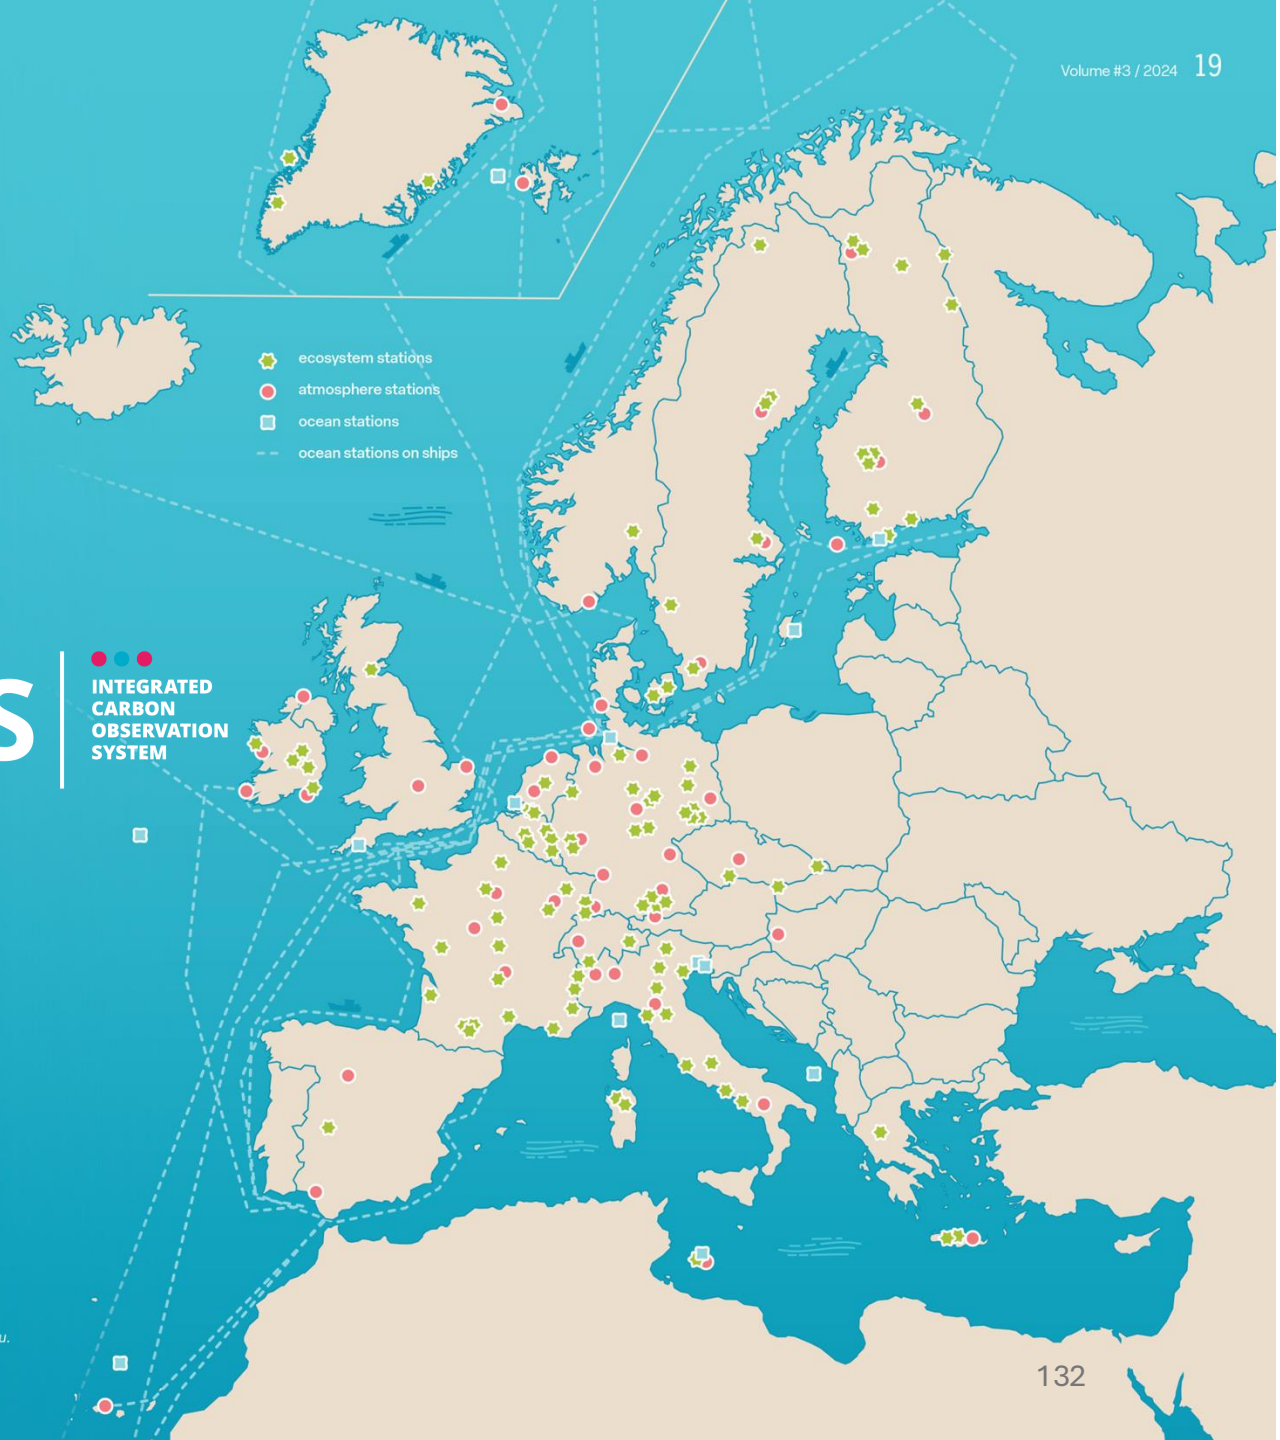 Volume #3 / 2024 19
ecosystem stations
atmosphere stations
ocean stations
ocean stations on ships
S
INTEGRATED
CARBON
OBSERVATION
SYSTEM
u.
132